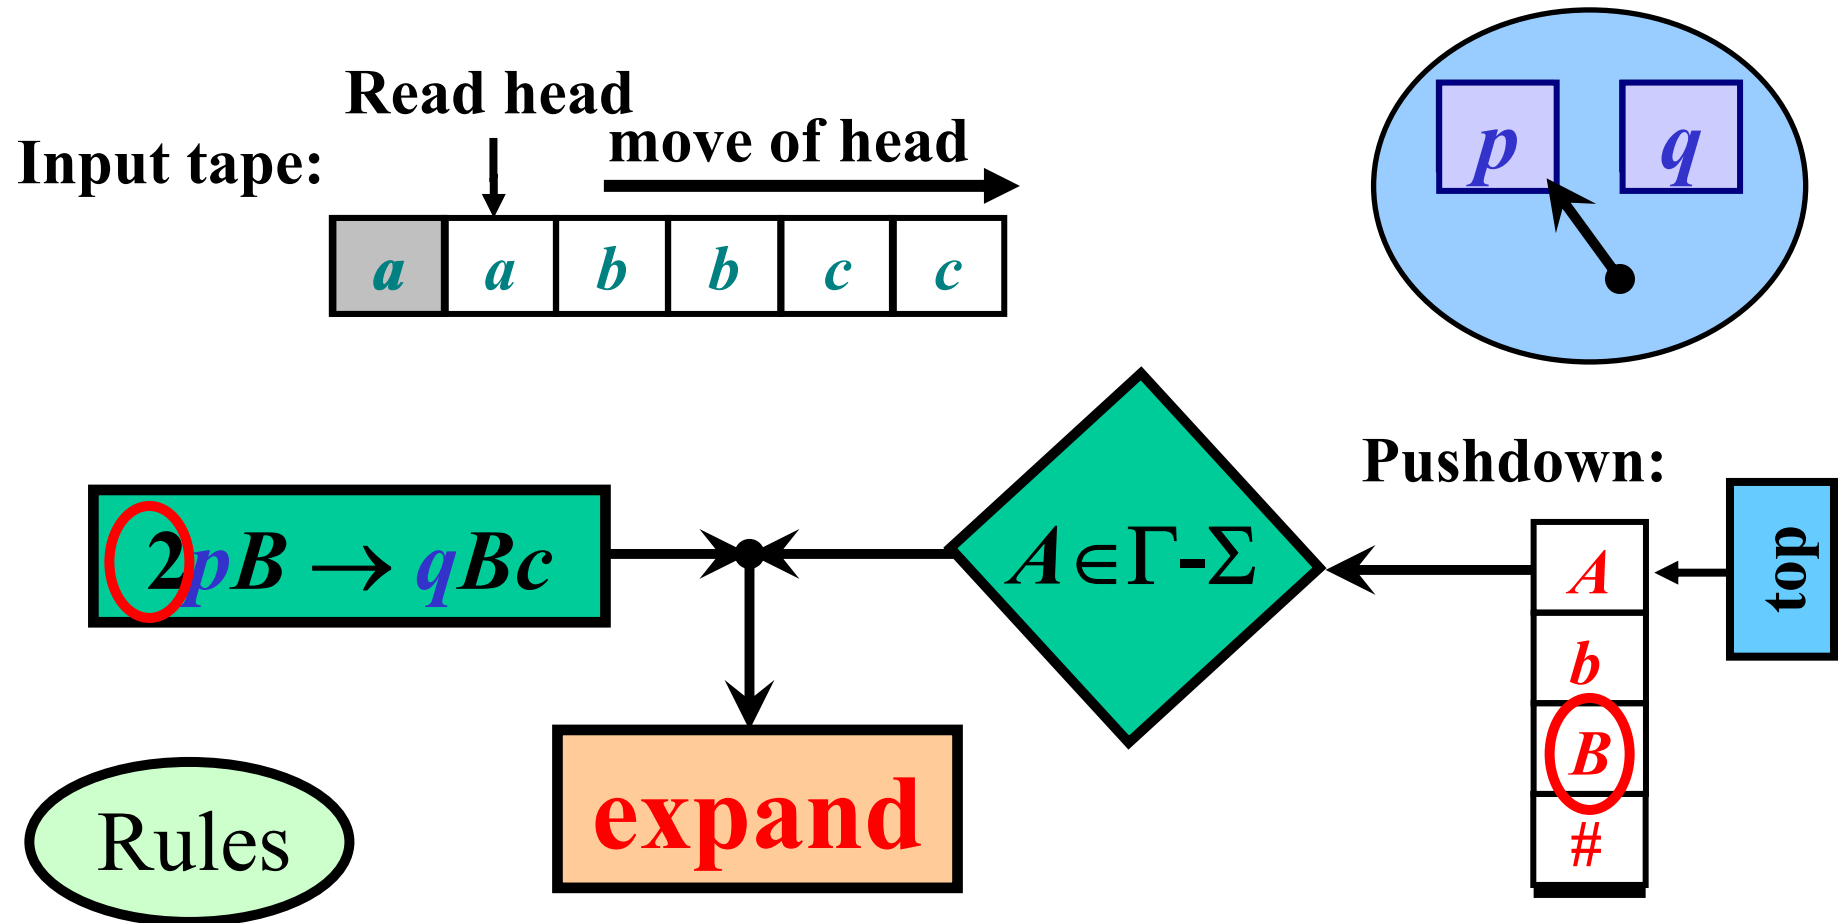 Read head
move of head
Input tape:
a a b b c c
p q
Pushdown:
2pB → qBc
A∈Γ-Σ
A
b
B
#
top
expand
Rules